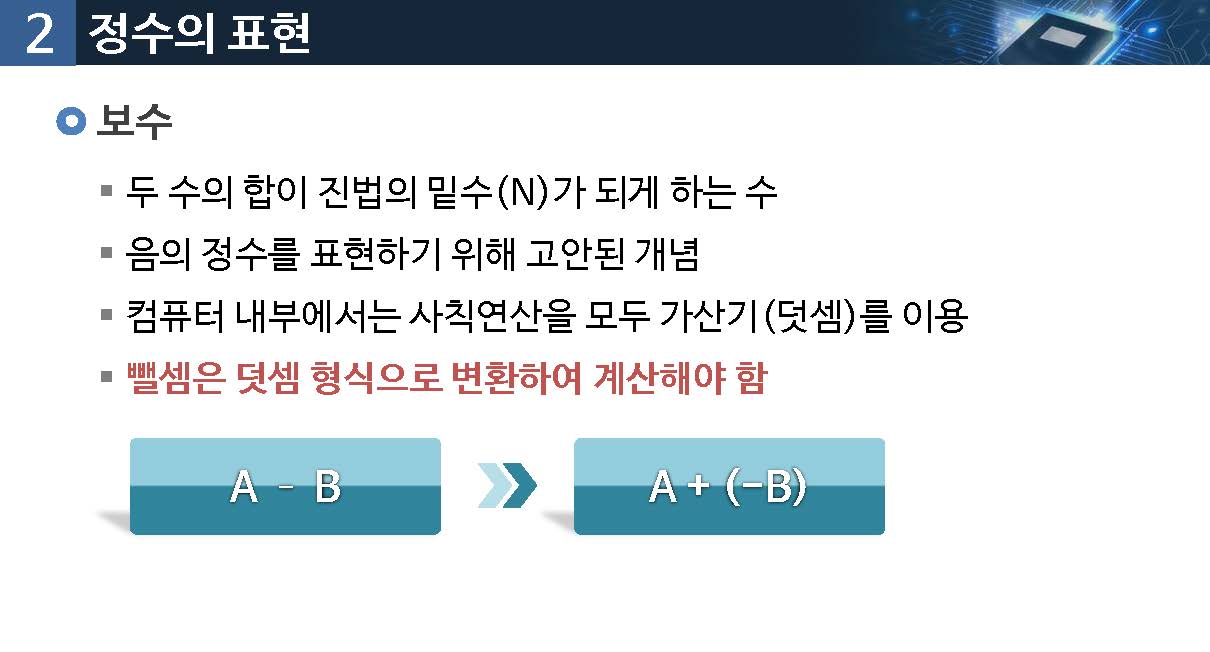 2 정수의 표현
보수
두 수의 합이 진법의 밑수(N)가 되게 하는 수
음의 정수를 표현하기 위해 고안된 개념
컴퓨터 내부에서는 사칙연산을 모두 가산기(덧셈)를 이용
뺄셈은 덧셈 형식으로 변환하여 계산해야 함
A - B
A + (-B)